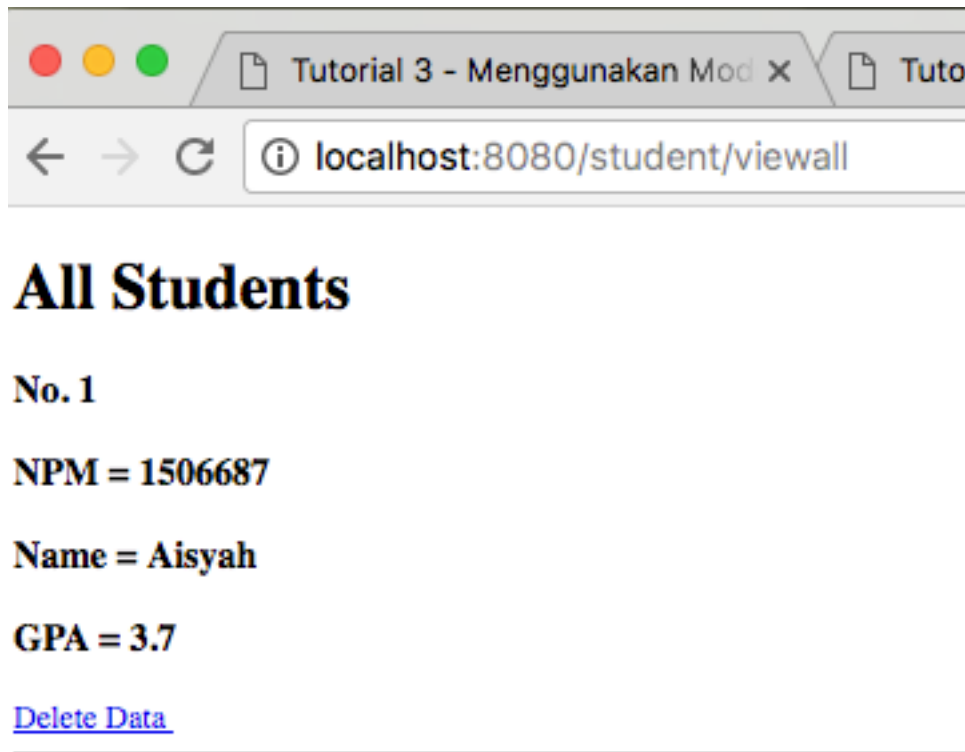 Tutorial 3 - Menggunakan Mod
Tuto
localhost:8080/student/viewall
All Students
No. 1
NPM = 1506687
Name = Aisyah
GPA = 3.7
Delete Data